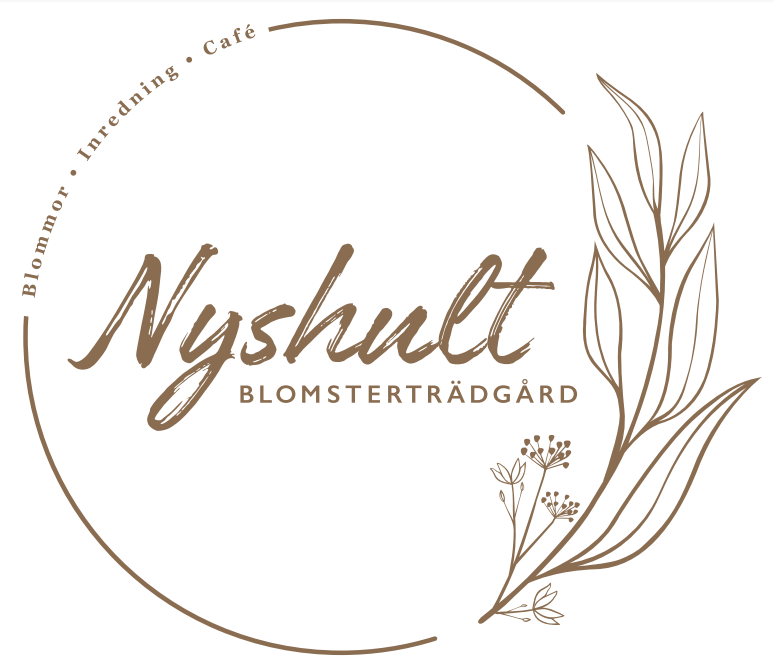 Blommor • Inredning • Café
Nyshult
BLOMSTERTRÄDGÅRD